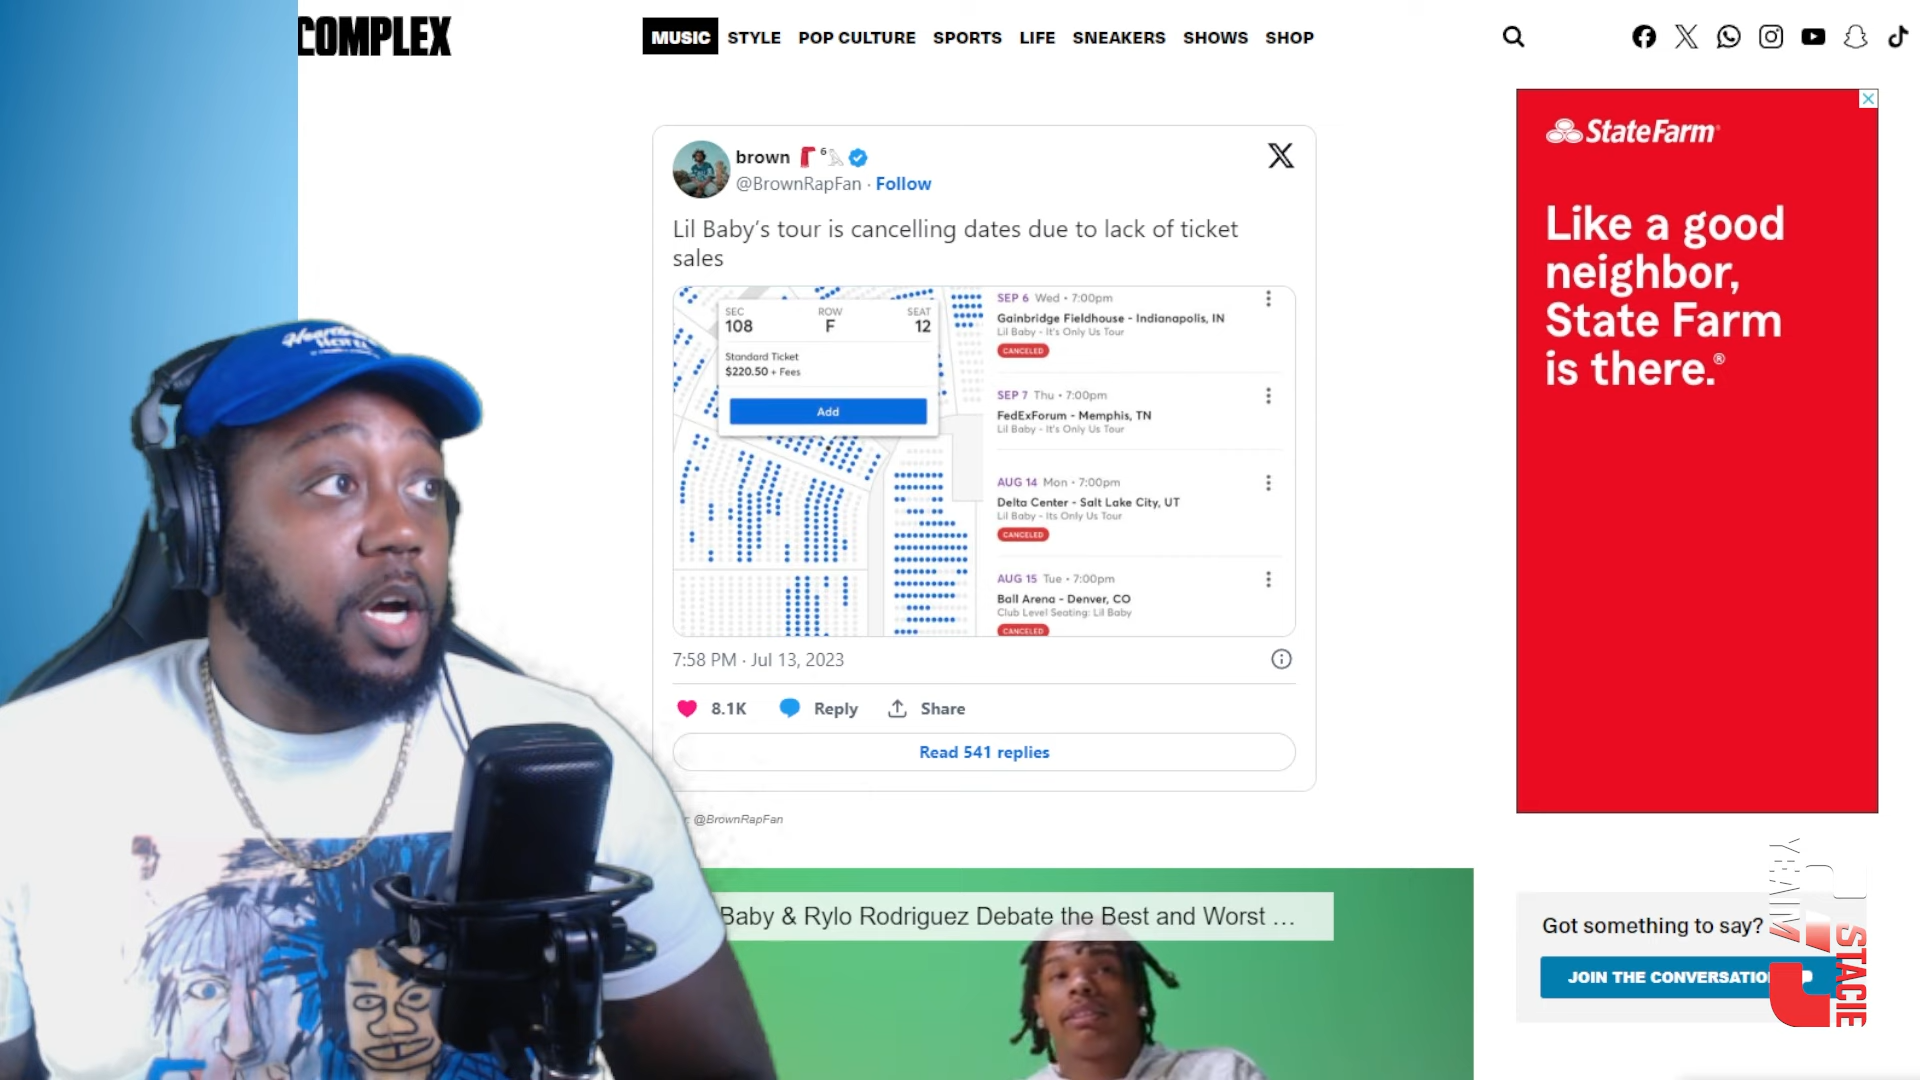 COMPLEX
MUSIC STYLE POP CULTURE SPORTS LIFE SNEAKERS SHOWS SHOP
brown 6
@BrownRapFan · Follow
Lil Baby's tour is cancelling dates due to lack of ticket
sales
SEC ROW SEAT
108 F 12
Standard Ticket
$220.50 + Fees
Add
SEP 6 Wed • 7:00pm
Gainbridge Fieldhouse - Indianapolis, IN
Lil Baby - It's Only Us Tour
CANCELED
SEP 7 Thu • 7:00pm
FedExForum - Memphis, TN
Lil Baby - It's Only Us Tour
AUG 14 Mon • 7:00pm
Delta Center - Salt Lake City, UT
Lil Baby - Its Only Us Tour
CANCELED
AUG 15 Tue • 7:00pm
Ball Arena - Denver, CO
Club Level Seating: Lil Baby
CANCELED
7:58 PM · Jul 13, 2023
8.1K Reply Share
Read 541 replies
: @BrownRapFan
Baby & Rylo Rodriguez Debate the Best and Worst ...
StateFarm
Like a good
neighbor,
State Farm
is there.®
Got something to say?
JOIN THE CONVERSATIO
YEAIM
STACIE